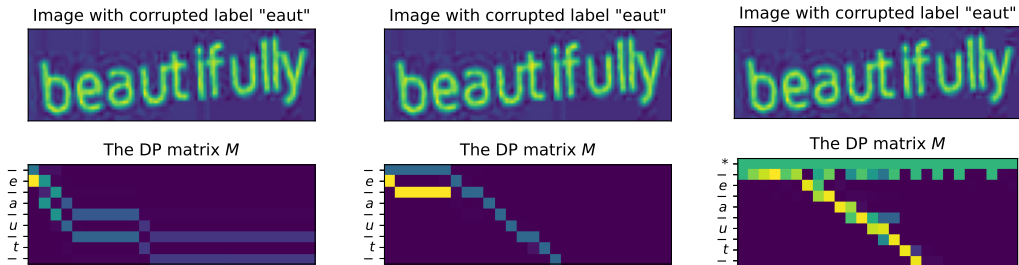 Image with corrupted label "eaut"
beautifully
The DP matrix M
_
e
_
a
_
u
_
t
_
Image with corrupted label "eaut"
beautifully
The DP matrix M
_
e
_
a
_
u
_
t
_
Image with corrupted label "eaut"
beautifully
The DP matrix M
*
_
e
_
a
_
u
_
t
_